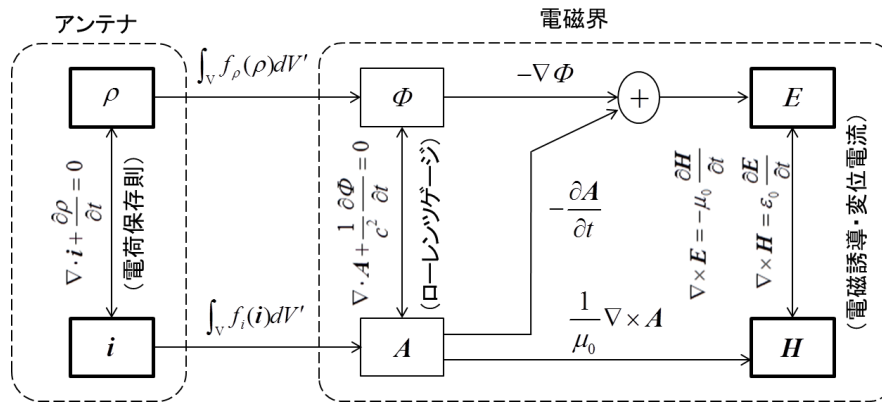 アンテナ
電磁界
ρ
∫_V f_ρ(ρ)dV′
Φ
−∇Φ
+
E
∇·i+∂ρ/∂t=0
(電荷保存則)
∇·A+1/c² ∂Φ/∂t=0
(ローレンツゲージ)
−∂A/∂t
∇×E=−μ₀∂H/∂t
∇×H=ε₀∂E/∂t
(電磁誘導・変位電流)
i
∫_V f_i(i)dV′
A
1/μ₀ ∇×A
H